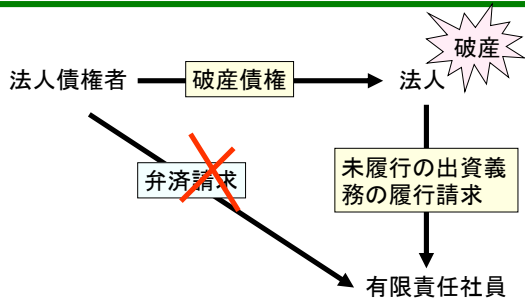 破産
法人債権者
破産債権
法人
弁済請求
未履行の出資義
務の履行請求
有限責任社員